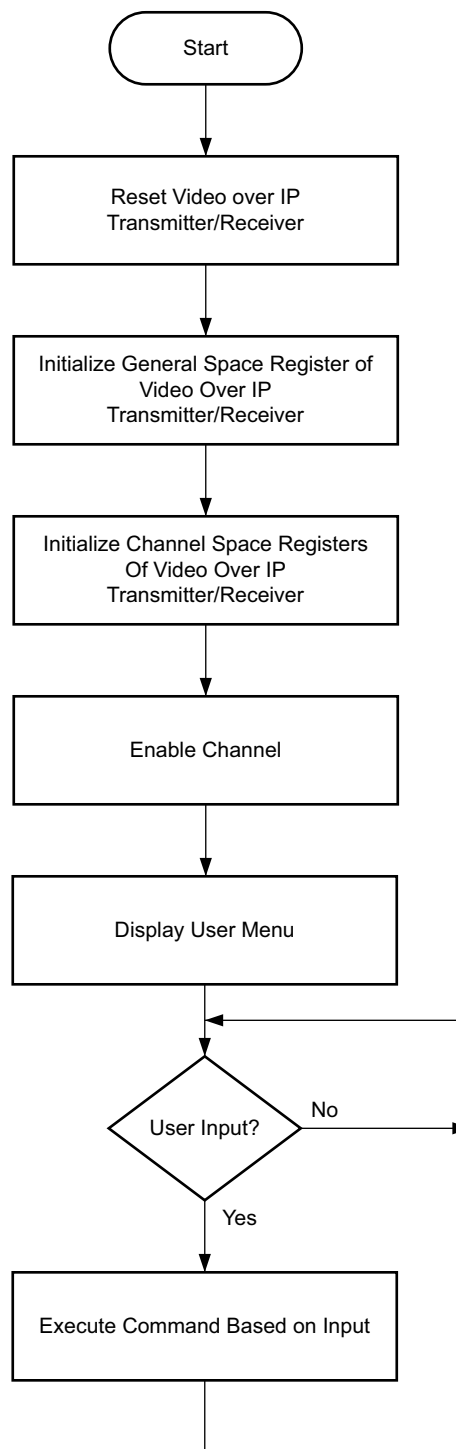 Start
Reset Video over IP
Transmitter/Receiver
Initialize General Space Register of
Video Over IP
Transmitter/Receiver
Initialize Channel Space Registers
Of Video Over IP
Transmitter/Receiver
Enable Channel
Display User Menu
User Input?
No
Yes
Execute Command Based on Input